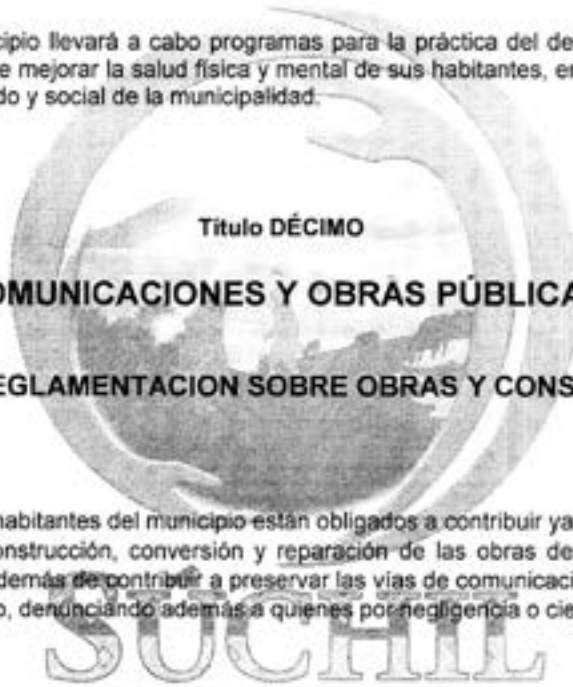 cipio llevará a cabo programas para la práctica del de
e mejorar la salud física y mental de sus habitantes, en
do y social de la municipalidad.
Titulo DÉCIMO
OMUNICACIONES Y OBRAS PÚBLICA
EGLAMENTACION SOBRE OBRAS Y CONS
habitantes del municipio están obligados a contribuir ya
onstrucción, conversión y reparación de las obras de
demás de contribuir a preservar las vías de comunicaci
o, denunciando además a quienes por negligencia o cie
SÚCHIL